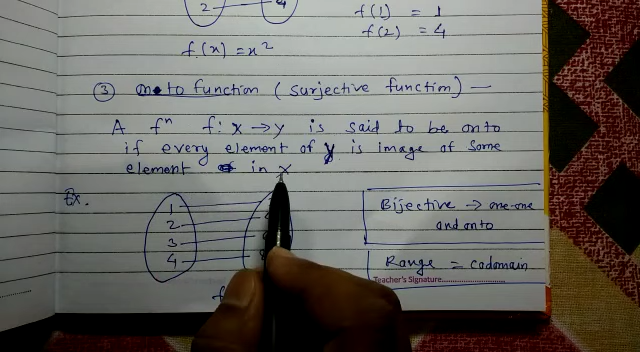 2 4
f(1) = 1
f(2) = 4
f(x) = x²
③ onto function (surjective function) —
A fⁿ f: x → y is said to be onto
if every element of y is image of some
element in x
Ex.
1
2
3
4
Bijective → one-one
and onto
Range = codomain
Teacher's Signature